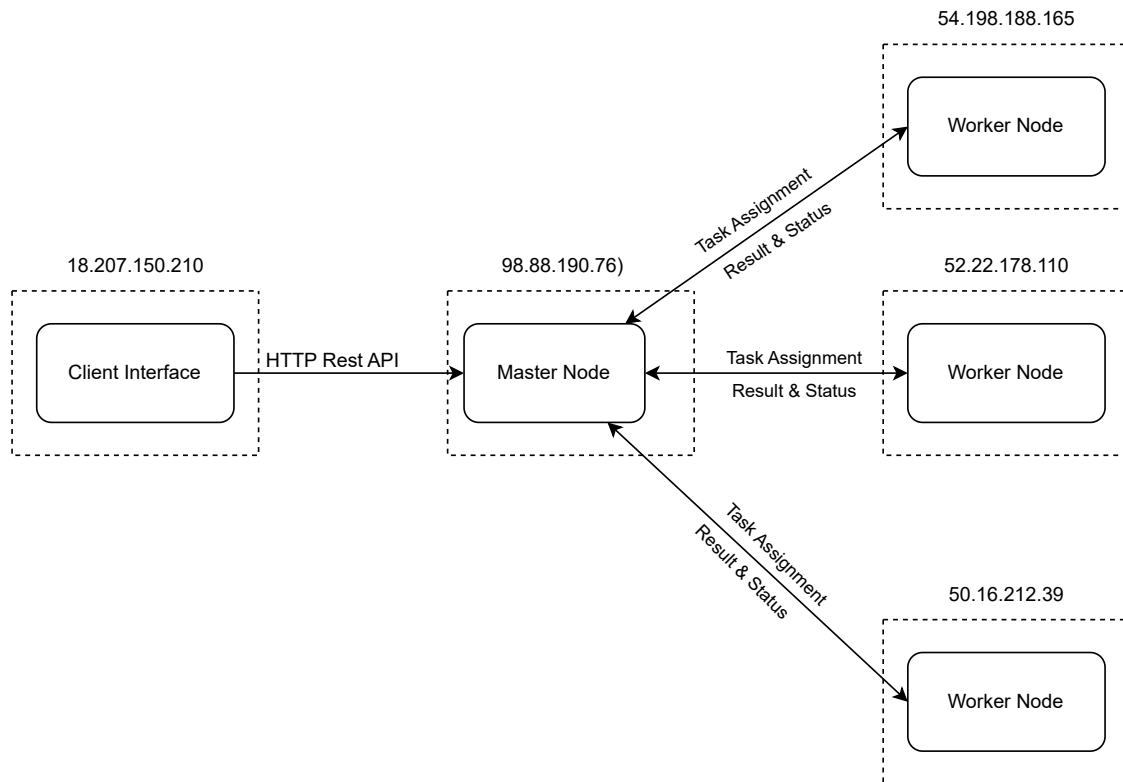 54.198.188.165
Worker Node
Task Assignment
Result & Status
18.207.150.210
98.88.190.76)
52.22.178.110
Client Interface
HTTP Rest API
Master Node
Task Assignment
Result & Status
Worker Node
Task Assignment
Result & Status
50.16.212.39
Worker Node